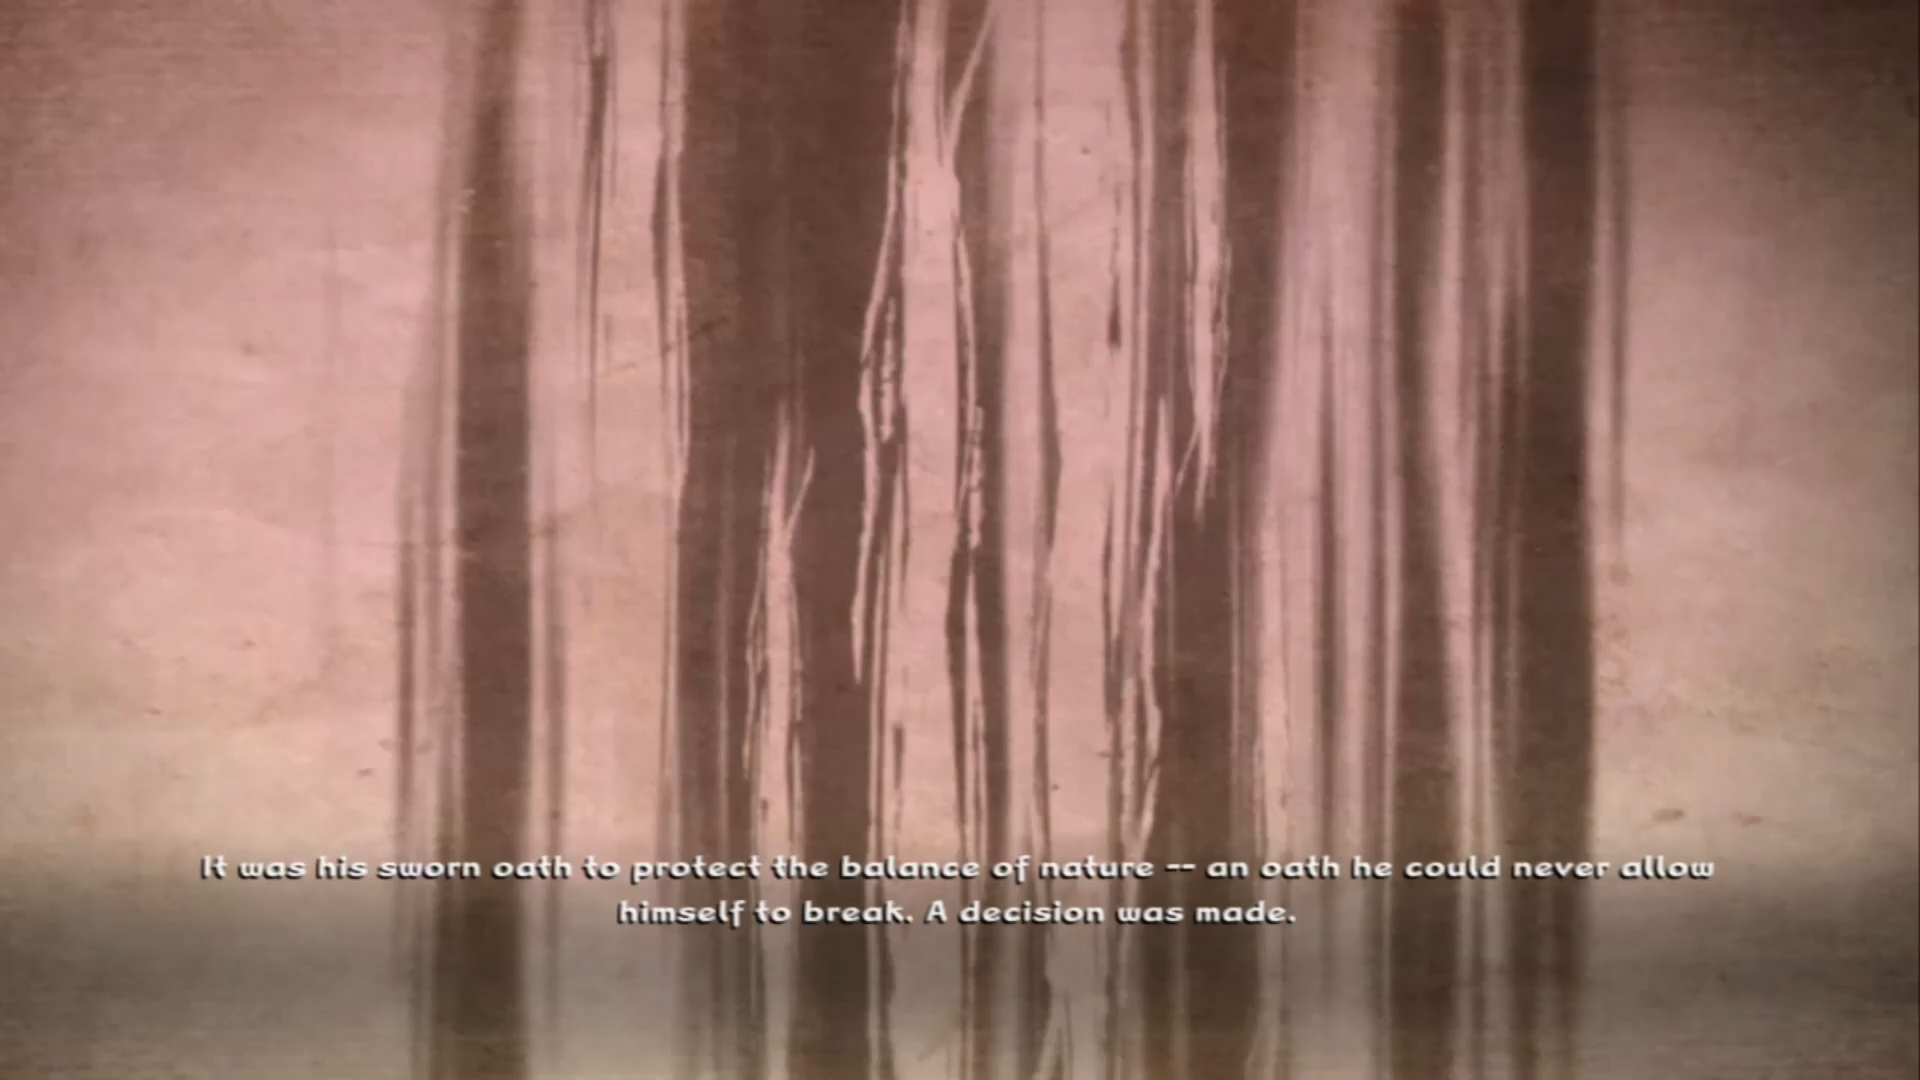 It was his sworn oath to protect the balance of nature -- an oath he could never allow
himself to break. A decision was made.